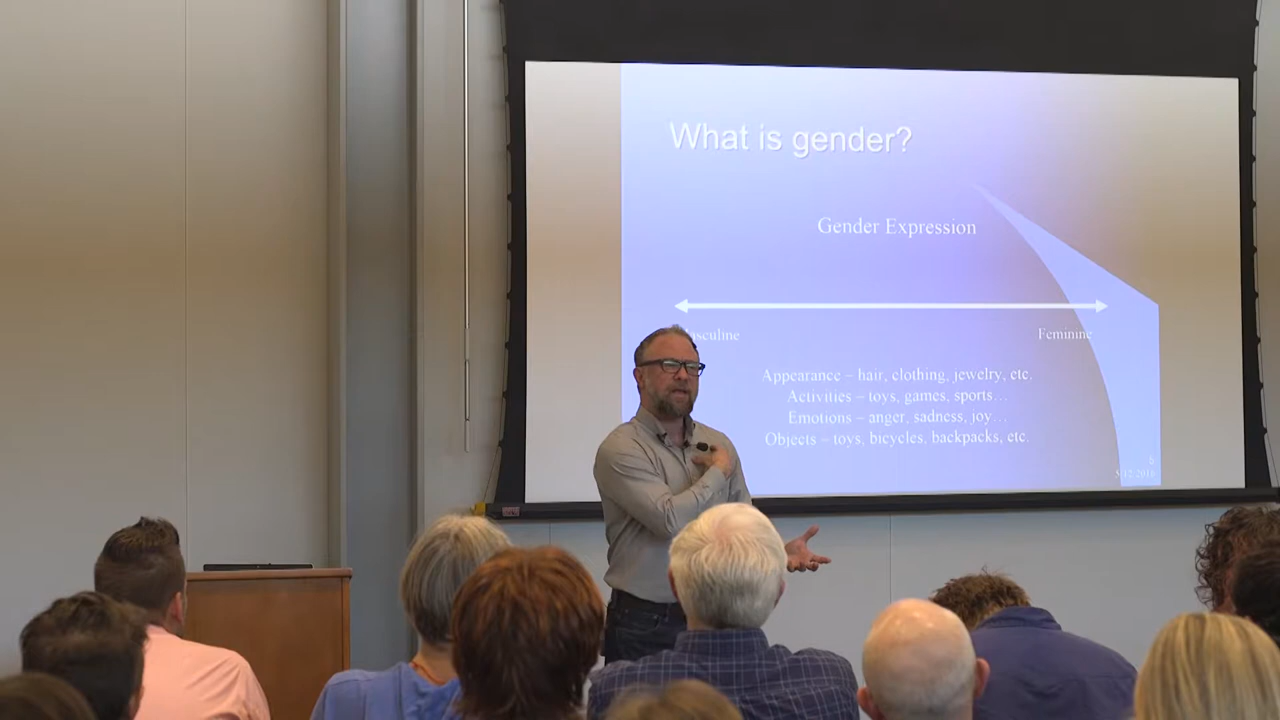 What is gender?
Gender Expression
Feminine
Appearance – hair, clothing, jewelry, etc.
Activities – toys, games, sports…
Emotions – anger, sadness, joy…
Objects – toys, bicycles, backpacks, etc.